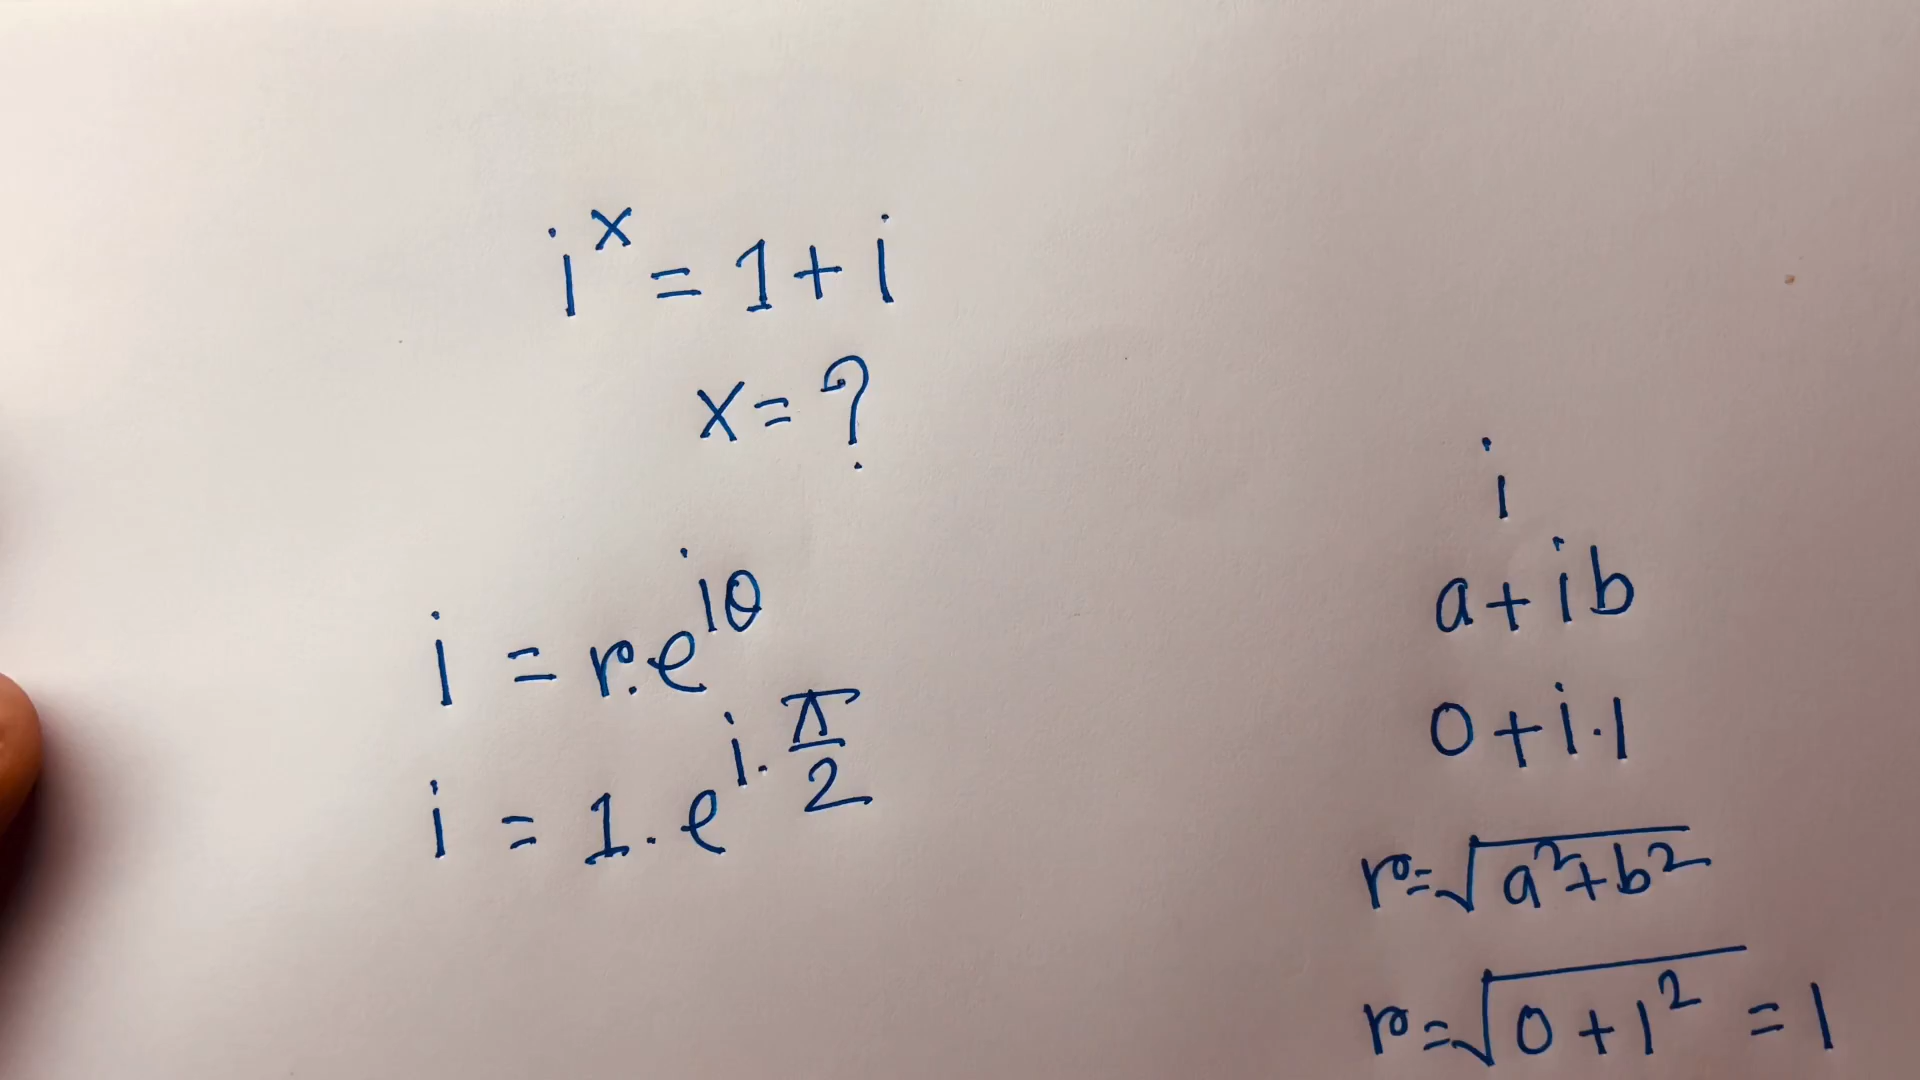 i^x = 1 + i
x = ?
i = r.e^{iθ}
i = 1. e^{i. π/2}
i
a + ib
0 + i.1
r = √(a² + b²)
r = √(0 + 1²) = 1